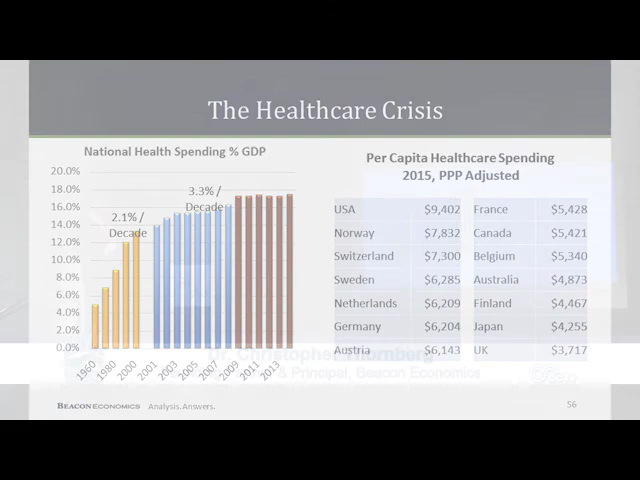 The Healthcare Crisis
National Health Spending % GDP
20.0%
18.0%
16.0%
14.0%
12.0%
10.0%
8.0%
6.0%
4.0%
2.0%
0.0%
2.1% /
Decade
3.3% /
Decade
1960
1980
2000
2001
2003
2005
2007
2009
2011
2013
Per Capita Healthcare Spending
2015, PPP Adjusted
USA $9,402 France $5,428
Norway $7,832 Canada $5,421
Switzerland $7,300 Belgium $5,340
Sweden $6,285 Australia $4,873
Netherlands $6,209 Finland $4,467
Germany $6,204 Japan $4,255
Austria $6,143 UK $3,717
Dr. Christopher Thornberg
& Principal, Beacon Economics
BEACON ECONOMICS Analysis. Answers.
56